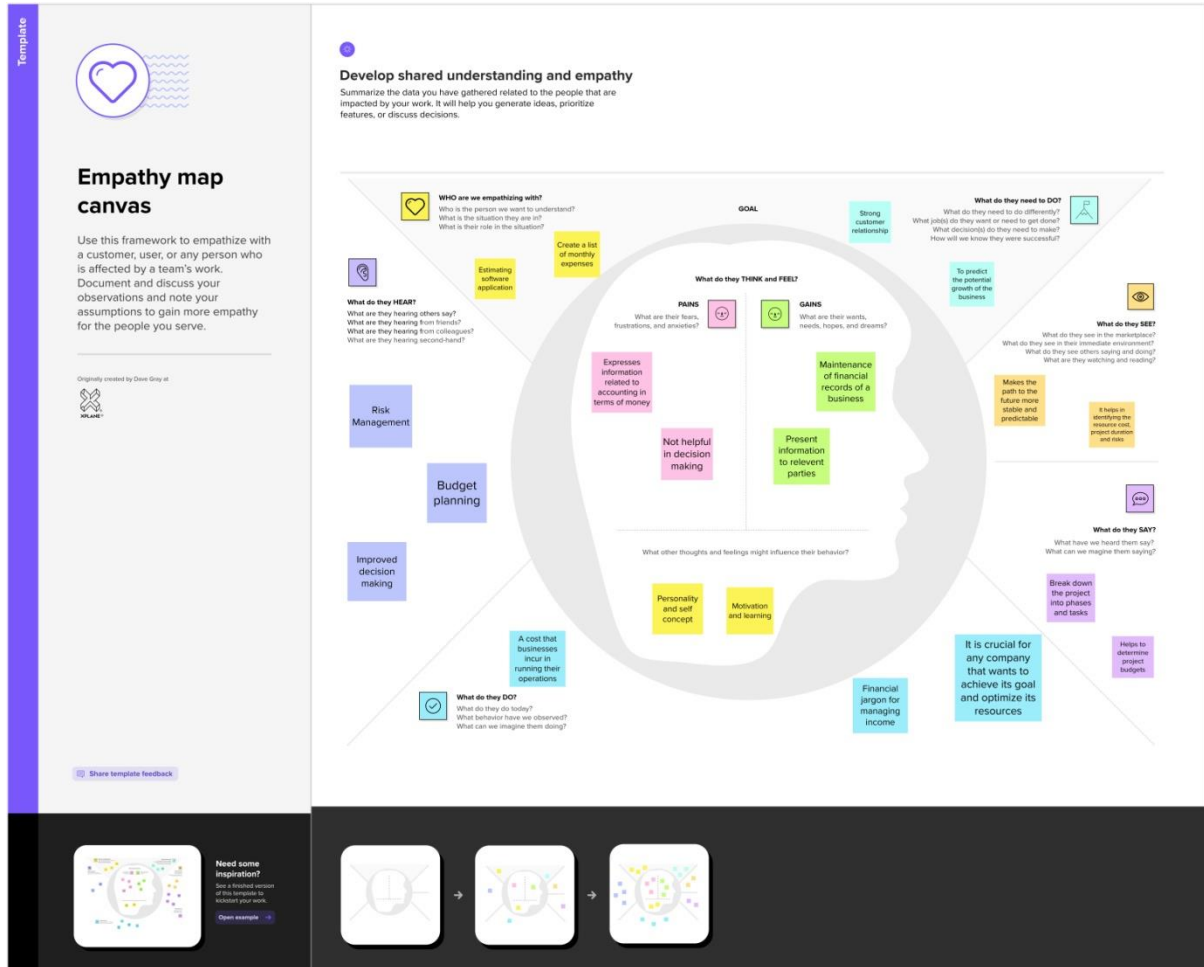 Template
Empathy map
canvas
Use this framework to empathize with
a customer, user, or any person who
is affected by a team's work.
Document and discuss your
observations and note your
assumptions to gain more empathy
for the people you serve.
Originally created by Dave Gray at
XPLANE
Share template feedback
Develop shared understanding and empathy
Summarize the data you have gathered related to the people that are
impacted by your work. It will help you generate ideas, prioritize
features, or discuss decisions.
WHO are we empathizing with?
Who is the person we want to understand?
What is the situation they are in?
What is their role in the situation?
Create a list
of monthly
expenses
Estimating
software
application
GOAL
Strong
customer
relationship
What do they need to DO?
What do they need to do differently?
What job(s) do they want or need to get done?
What decision(s) do they need to make?
How will we know they were successful?
To predict
the potential
growth of the
business
What do they HEAR?
What are they hearing others say?
What are they hearing from friends?
What are they hearing from colleagues?
What are they hearing second-hand?
Risk
Management
Budget
planning
Improved
decision
making
What do they THINK and FEEL?
PAINS
What are their fears,
frustrations, and anxieties?
GAINS
What are their wants,
needs, hopes, and dreams?
Expresses
information
related to
accounting in
terms of money
Not helpful
in decision
making
Maintenance
of financial
records of a
business
Present
information
to relevent
parties
What other thoughts and feelings might influence their behavior?
Personality
and self
concept
Motivation
and learning
What do they SEE?
What do they see in the marketplace?
What do they see in their immediate environment?
What do they see others saying and doing?
What are they watching and reading?
Makes the
path to the
future more
stable and
predictable
It helps in
identifying the
resource cost,
project duration
and risks
What do they SAY?
What have we heard them say?
What can we magine them saying?
Break down
the project
into phases
and tasks
Helps to
determine
project
budgets
A cost that
businesses
incur in
running their
operations
What do they DO?
What do they do today?
What behavior have we observed?
What can we imagine them doing?
Financial
jargon for
managing
income
It is crucial for
any company
that wants to
achieve its goal
and optimize its
resources
Need some
inspiration?
See a finished version
of this template to
kickstart your work.
Open example